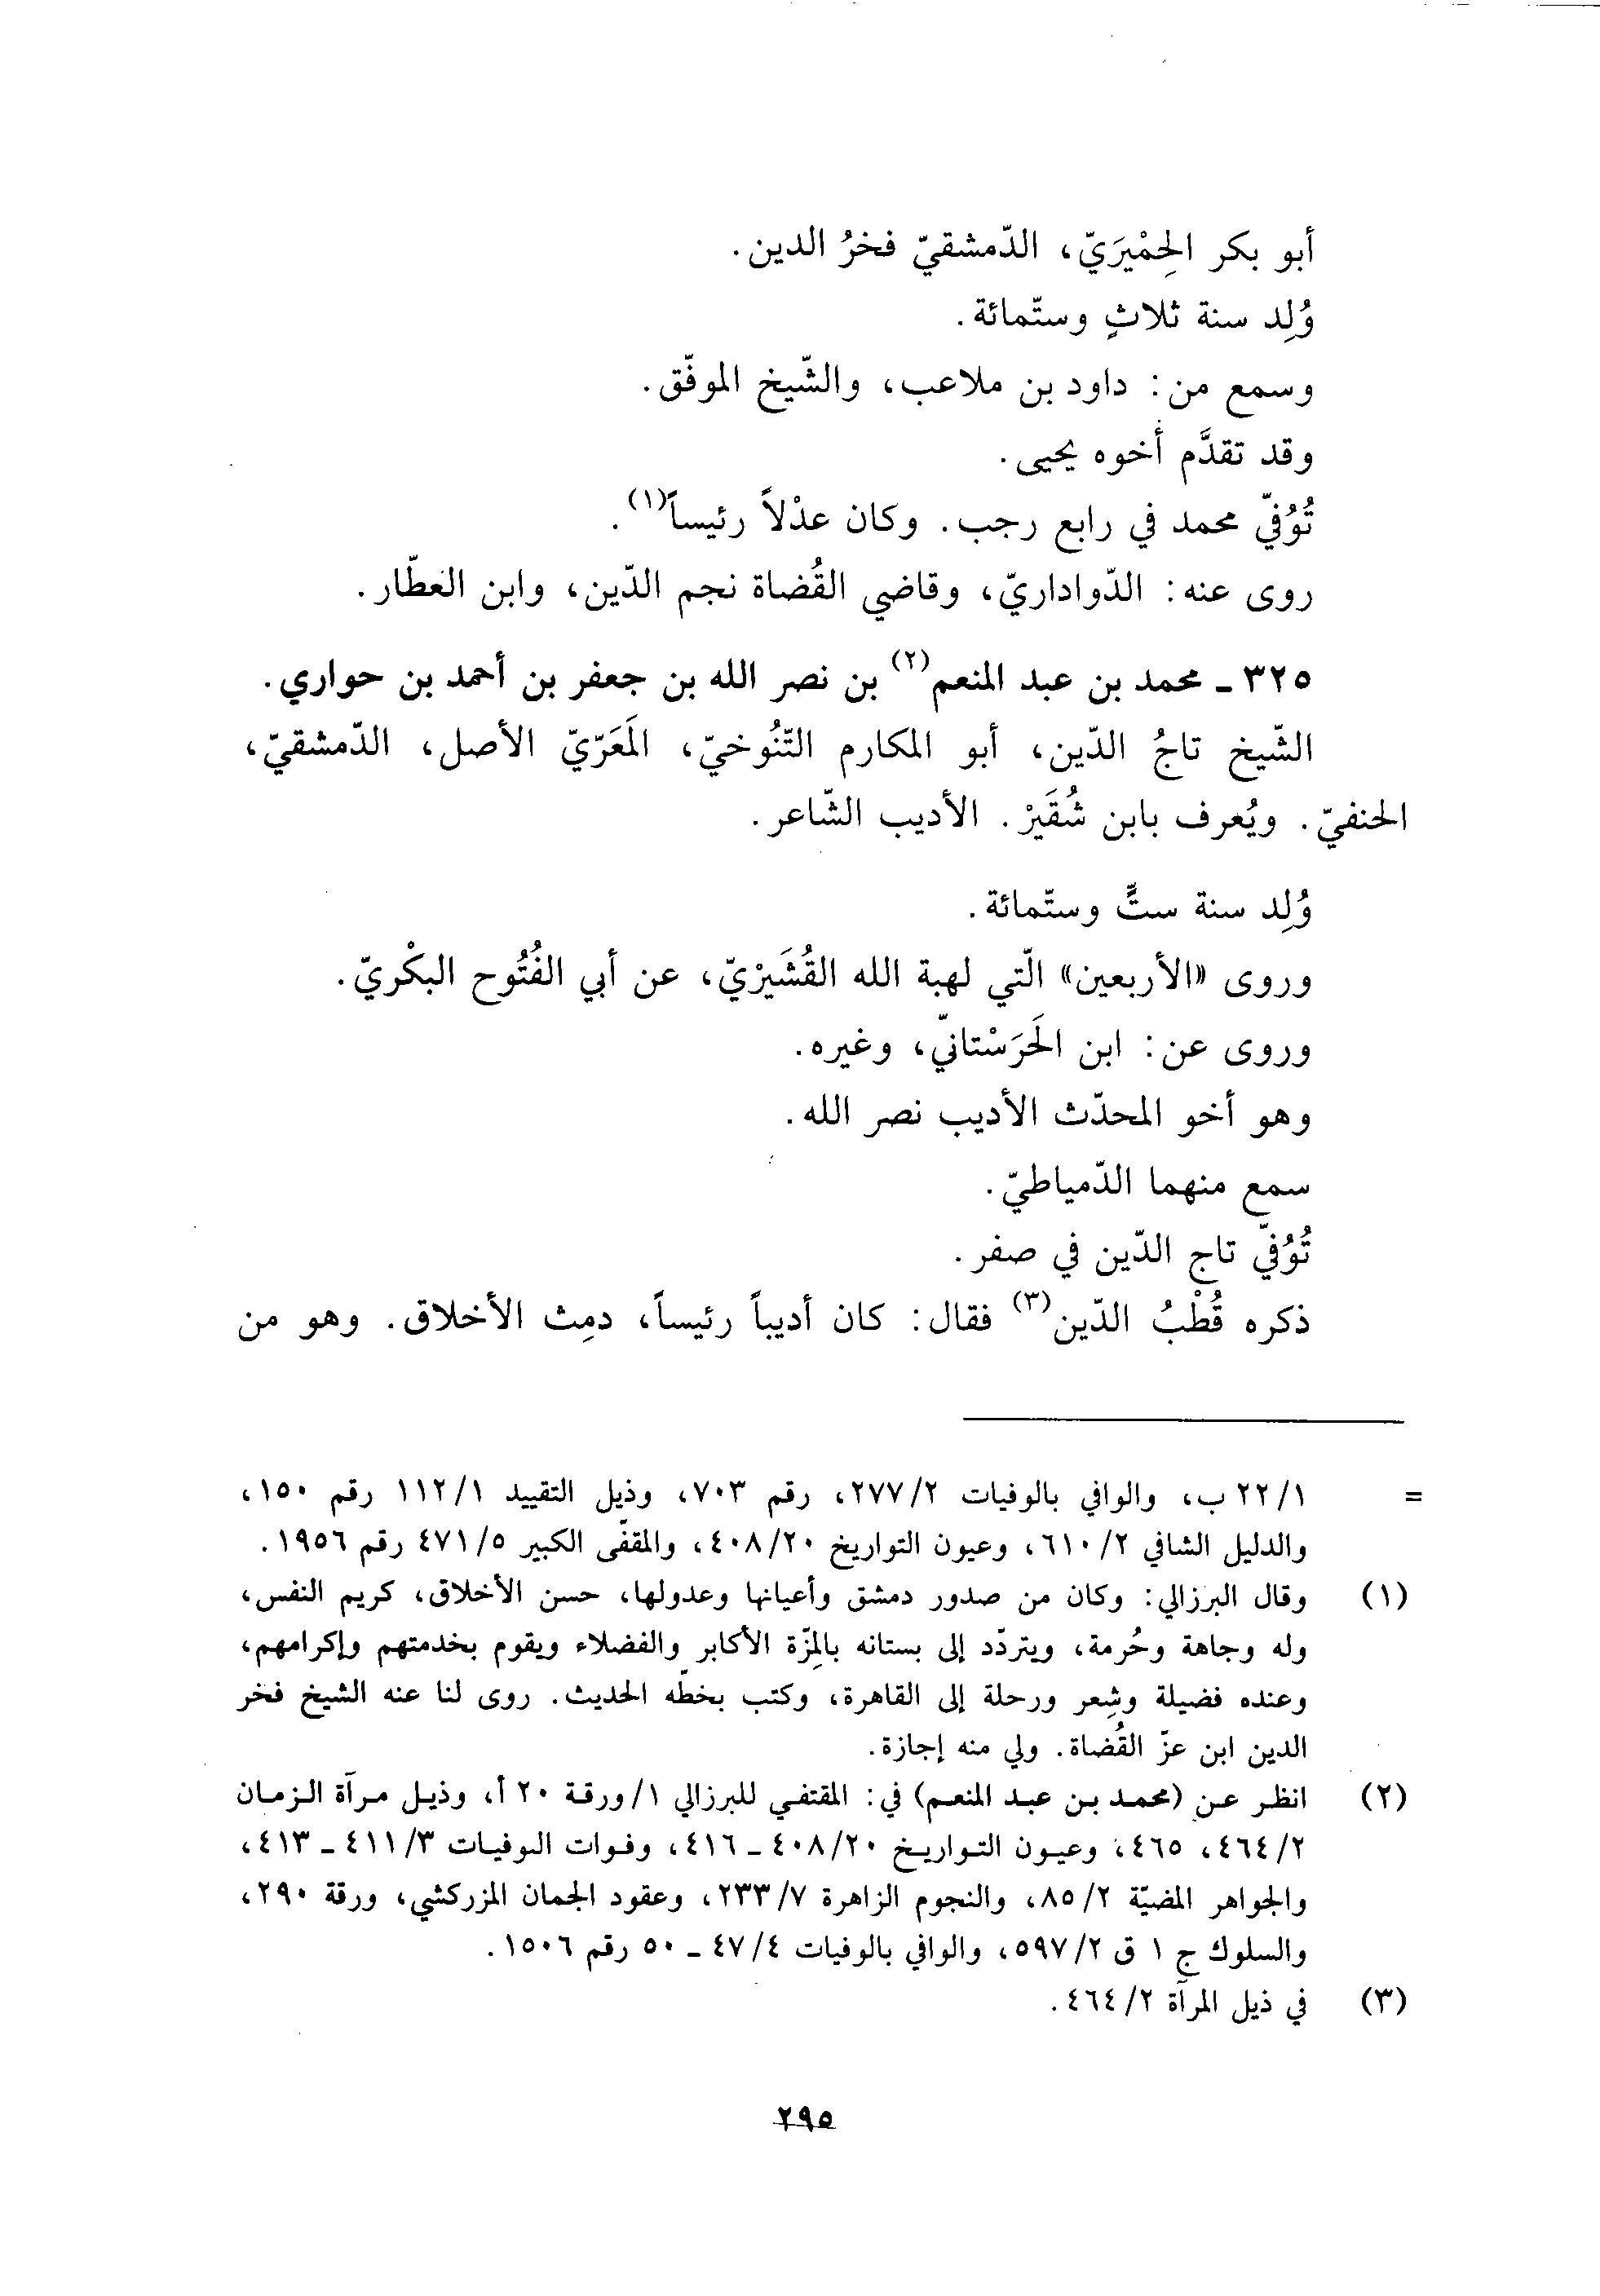 أبو بكر الحِمْيَريّ، الدّمشقيّ فخرُ الدين.
وُلِد سنة ثلاثٍ وستّمائة.
وسمع من: داود بن ملاعب، والشّيخ الموفّق.
وقد تقدَّم أخوه يحيى.
تُوُفّي محمد في رابع رجب. وكان عدْلاً رئيساً(١).
روى عنه: الدّواداريّ، وقاضي القُضاة نجم الدّين، وابن العطّار.
٣٢٥ - محمد بن عبد المنعم(٢) بن نصر الله بن جعفر بن أحمد بن حواري.
الشّيخ تاجُ الدّين، أبو المكارم التّنُوخيّ، المَعَرّيّ الأصل، الدّمشقيّ،
الحنفيّ. ويُعرف بابن شُقَيْر. الأديب الشّاعر.
وُلِد سنة ستٍّ وستّمائة.
وروى «الأربعين» الّتي لهبة الله القُشَيْريّ، عن أبي الفُتُوح البكْريّ.
وروى عن: ابن الحَرَسْتانيّ، وغيره.
وهو أخو المحدّث الأديب نصر الله.
سمع منهما الدّمياطيّ.
تُوُفّي تاج الدّين في صفر.
ذكره قُطْبُ الدّين(٣) فقال: كان أديباً رئيساً، دمِث الأخلاق. وهو من
= ٢٢/١ ب، والوافي بالوفيات ٢٧٧/٢، رقم ٧٠٣، وذيل التقييد ١١٢/١ رقم ١٥٠،
والدليل الشافي ٦١٠/٢، وعيون التواريخ ٤٠٨/٢٠، والمقفّى الكبير ٤٧١/٥ رقم ١٩٥٦.
(١) وقال البرزالي: وكان من صدور دمشق وأعيانها وعدولها، حسن الأخلاق، كريم النفس،
وله وجاهة وحُرمة، ويتردّد إلى بستانه بالمِزّة الأكابر والفضلاء ويقوم بخدمتهم وإكرامهم،
وعنده فضيلة وشِعر ورحلة إلى القاهرة، وكتب بخطّه الحديث. روى لنا عنه الشيخ فخر
الدين ابن عزّ القُضاة. ولي منه إجازة.
(٢) انظر عن (محمد بن عبد المنعم) في: المقتفي للبرزالي ١/ورقة ٢٠ أ، وذيل مرآة الزمان
٤٦٤/٢، ٤٦٥، وعيون التواريخ ٤٠٨/٢٠ - ٤١٦، وفوات الوفيات ٤١١/٣ - ٤١٣،
والجواهر المضيّة ٨٥/٢، والنجوم الزاهرة ٢٣٣/٧، وعقود الجمان المزركشي، ورقة ٢٩٠،
والسلوك ج ١ ق ٥٩٧/٢، والوافي بالوفيات ٤٧/٤ - ٥٠ رقم ١٥٠٦.
(٣) في ذيل المرآة ٤٦٤/٢.
٢٩٥